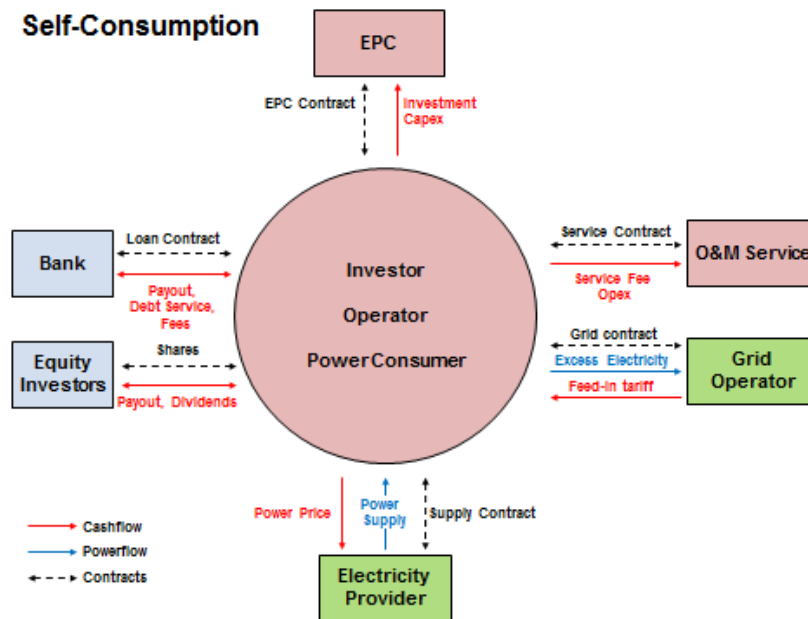 Self-Consumption
EPC
EPC Contract
Investment
Capex
Bank
Loan Contract
Payout,
Debt Service,
Fees
Equity
Investors
Shares
Payout, Dividends
Investor
Operator
Power Consumer
Service Contract
Service Fee
Opex
O&M Service
Grid contract
Excess Electricity
Feed-in tariff
Grid
Operator
Power Price
Power
Supply
Supply Contract
Electricity
Provider
Cashflow
Powerflow
Contracts